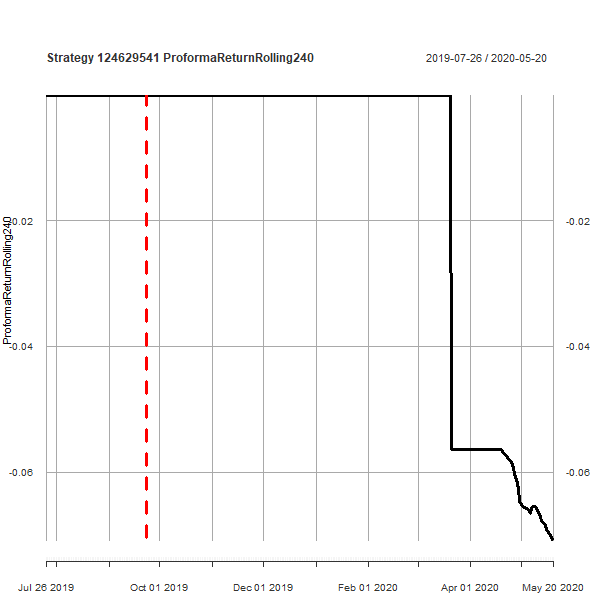 Strategy 124629541 ProformaReturnRolling240
2019-07-26 / 2020-05-20
ProformaReturnRolling240
-0.02
-0.04
-0.06
-0.02
-0.04
-0.06
Jul 26 2019
Oct 01 2019
Dec 01 2019
Feb 01 2020
Apr 01 2020
May 20 2020